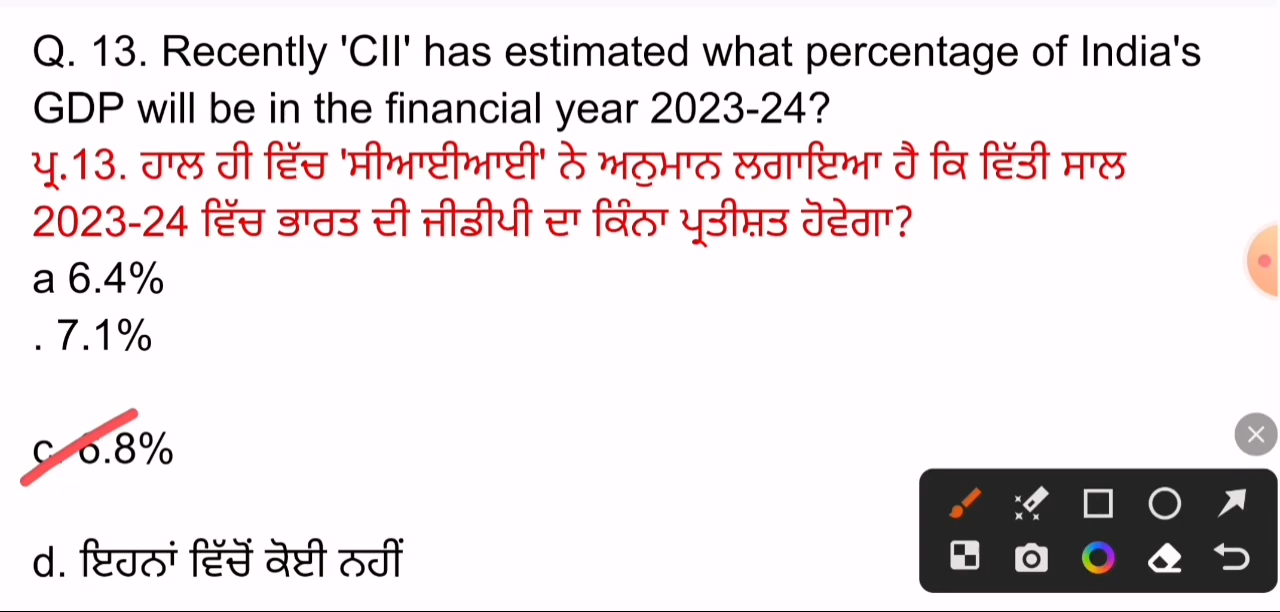 Q. 13. Recently 'CII' has estimated what percentage of India's
GDP will be in the financial year 2023-24?
ਪ੍ਰ.13. ਹਾਲ ਹੀ ਵਿੱਚ 'ਸੀਆਈਆਈ' ਨੇ ਅਨੁਮਾਨ ਲਗਾਇਆ ਹੈ ਕਿ ਵਿੱਤੀ ਸਾਲ
2023-24 ਵਿੱਚ ਭਾਰਤ ਦੀ ਜੀਡੀਪੀ ਦਾ ਕਿੰਨਾ ਪ੍ਰਤੀਸ਼ਤ ਹੋਵੇਗਾ?
a 6.4%
. 7.1%
c. 6.8%
d. ਇਹਨਾਂ ਵਿੱਚੋਂ ਕੋਈ ਨਹੀਂ